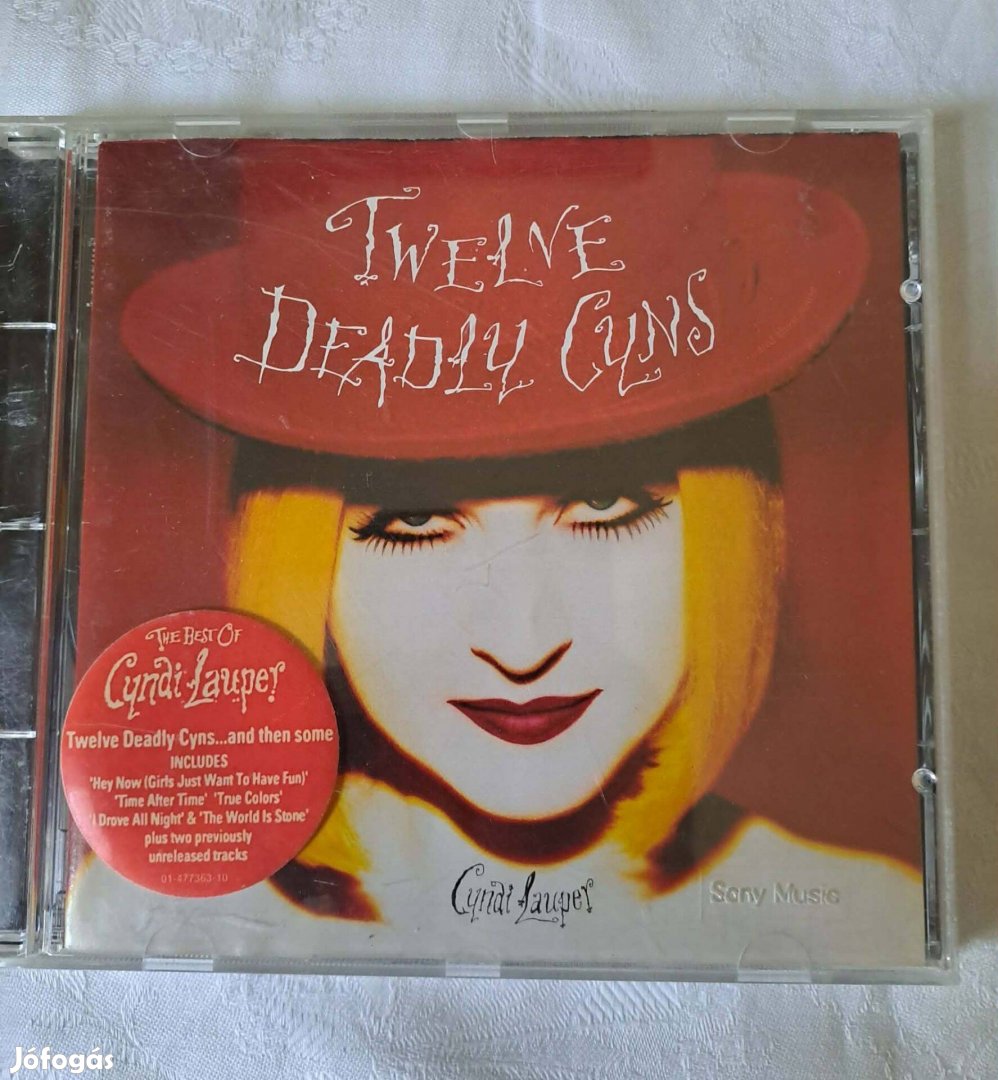 TWELVE
DEADLY CYNS
THE BEST OF
Cyndi Lauper
Twelve Deadly Cyns...and then some
INCLUDES
'Hey Now (Girls Just Want To Have Fun)'
'Time After Time' 'True Colors'
'I Drove All Night' & 'The World Is Stone'
plus two previously
unreleased tracks
01-477363-10
Cyndi Lauper
Sony Music
Jófogás